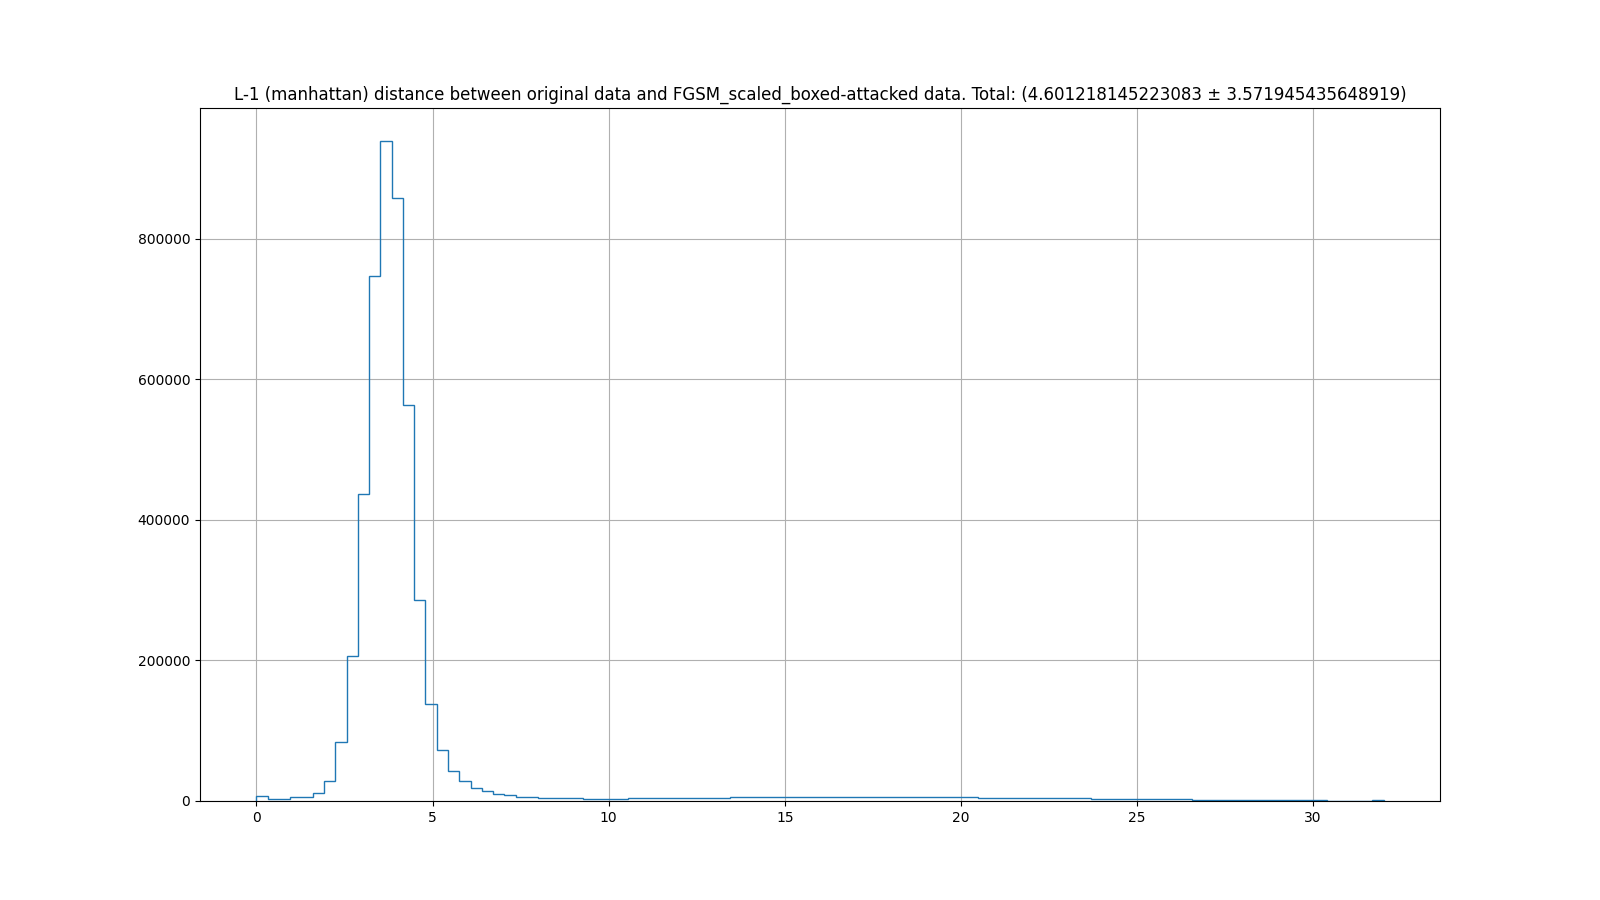 L-1 (manhattan) distance between original data and FGSM_scaled_boxed-attacked data. Total: (4.601218145223083 ± 3.571945435648919)
800000
600000
400000
200000
0
0 5 10 15 20 25 30